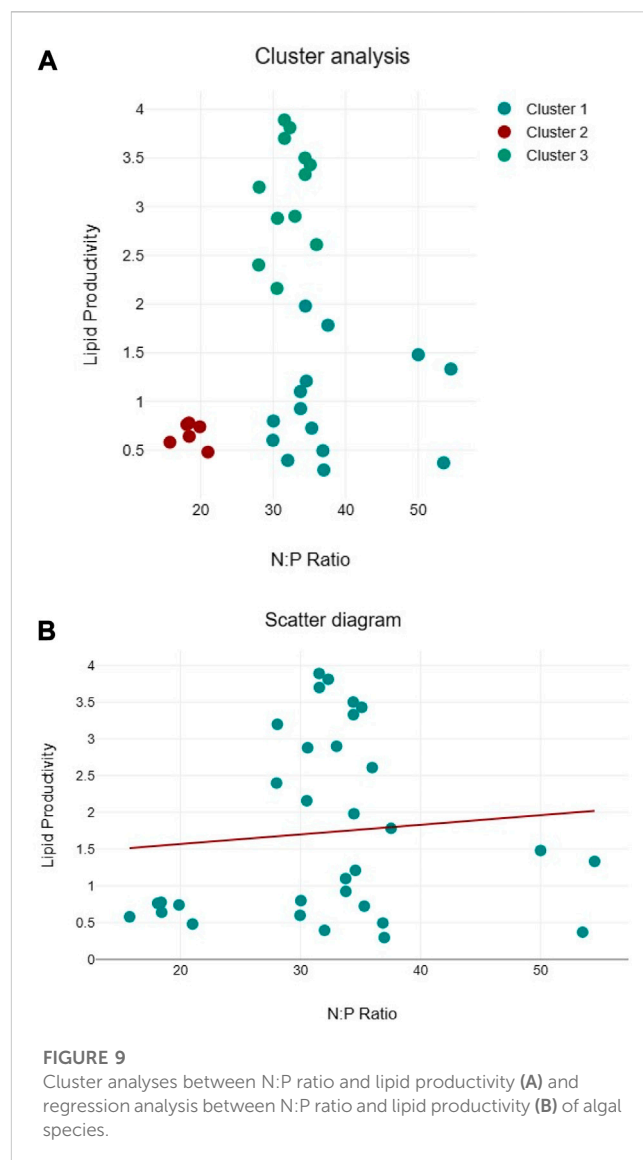 A
Cluster analysis
Cluster 1
Cluster 2
Cluster 3
4
3.5
3
2.5
2
1.5
1
0.5
Lipid Productivity
20 30 40 50
N:P Ratio
B
Scatter diagram
4
3.5
3
2.5
2
1.5
1
0.5
0
Lipid Productivity
20 30 40 50
N:P Ratio
FIGURE 9
Cluster analyses between N:P ratio and lipid productivity (A) and
regression analysis between N:P ratio and lipid productivity (B) of algal
species.